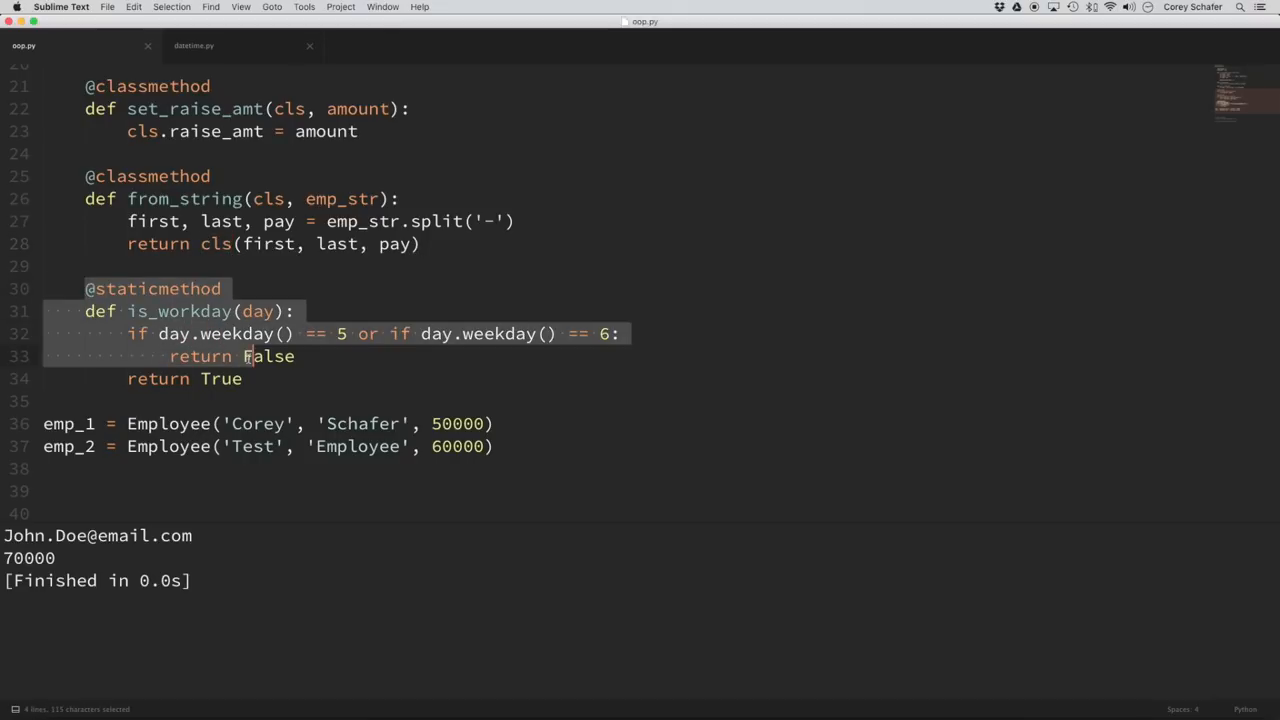 Sublime Text File Edit Selection Find View Goto Tools Project Window Help Corey Schafer
oop.py
oop.py datetime.py
20
21 @classmethod
22 def set_raise_amt(cls, amount):
23 cls.raise_amt = amount
24
25 @classmethod
26 def from_string(cls, emp_str):
27 first, last, pay = emp_str.split('-')
28 return cls(first, last, pay)
29
30 @staticmethod
31 def is_workday(day):
32 if day.weekday() == 5 or if day.weekday() == 6:
33 return False
34 return True
35
36 emp_1 = Employee('Corey', 'Schafer', 50000)
37 emp_2 = Employee('Test', 'Employee', 60000)
38
39
40
John.Doe@email.com
70000
[Finished in 0.0s]
4 lines, 115 characters selected Spaces: 4 Python